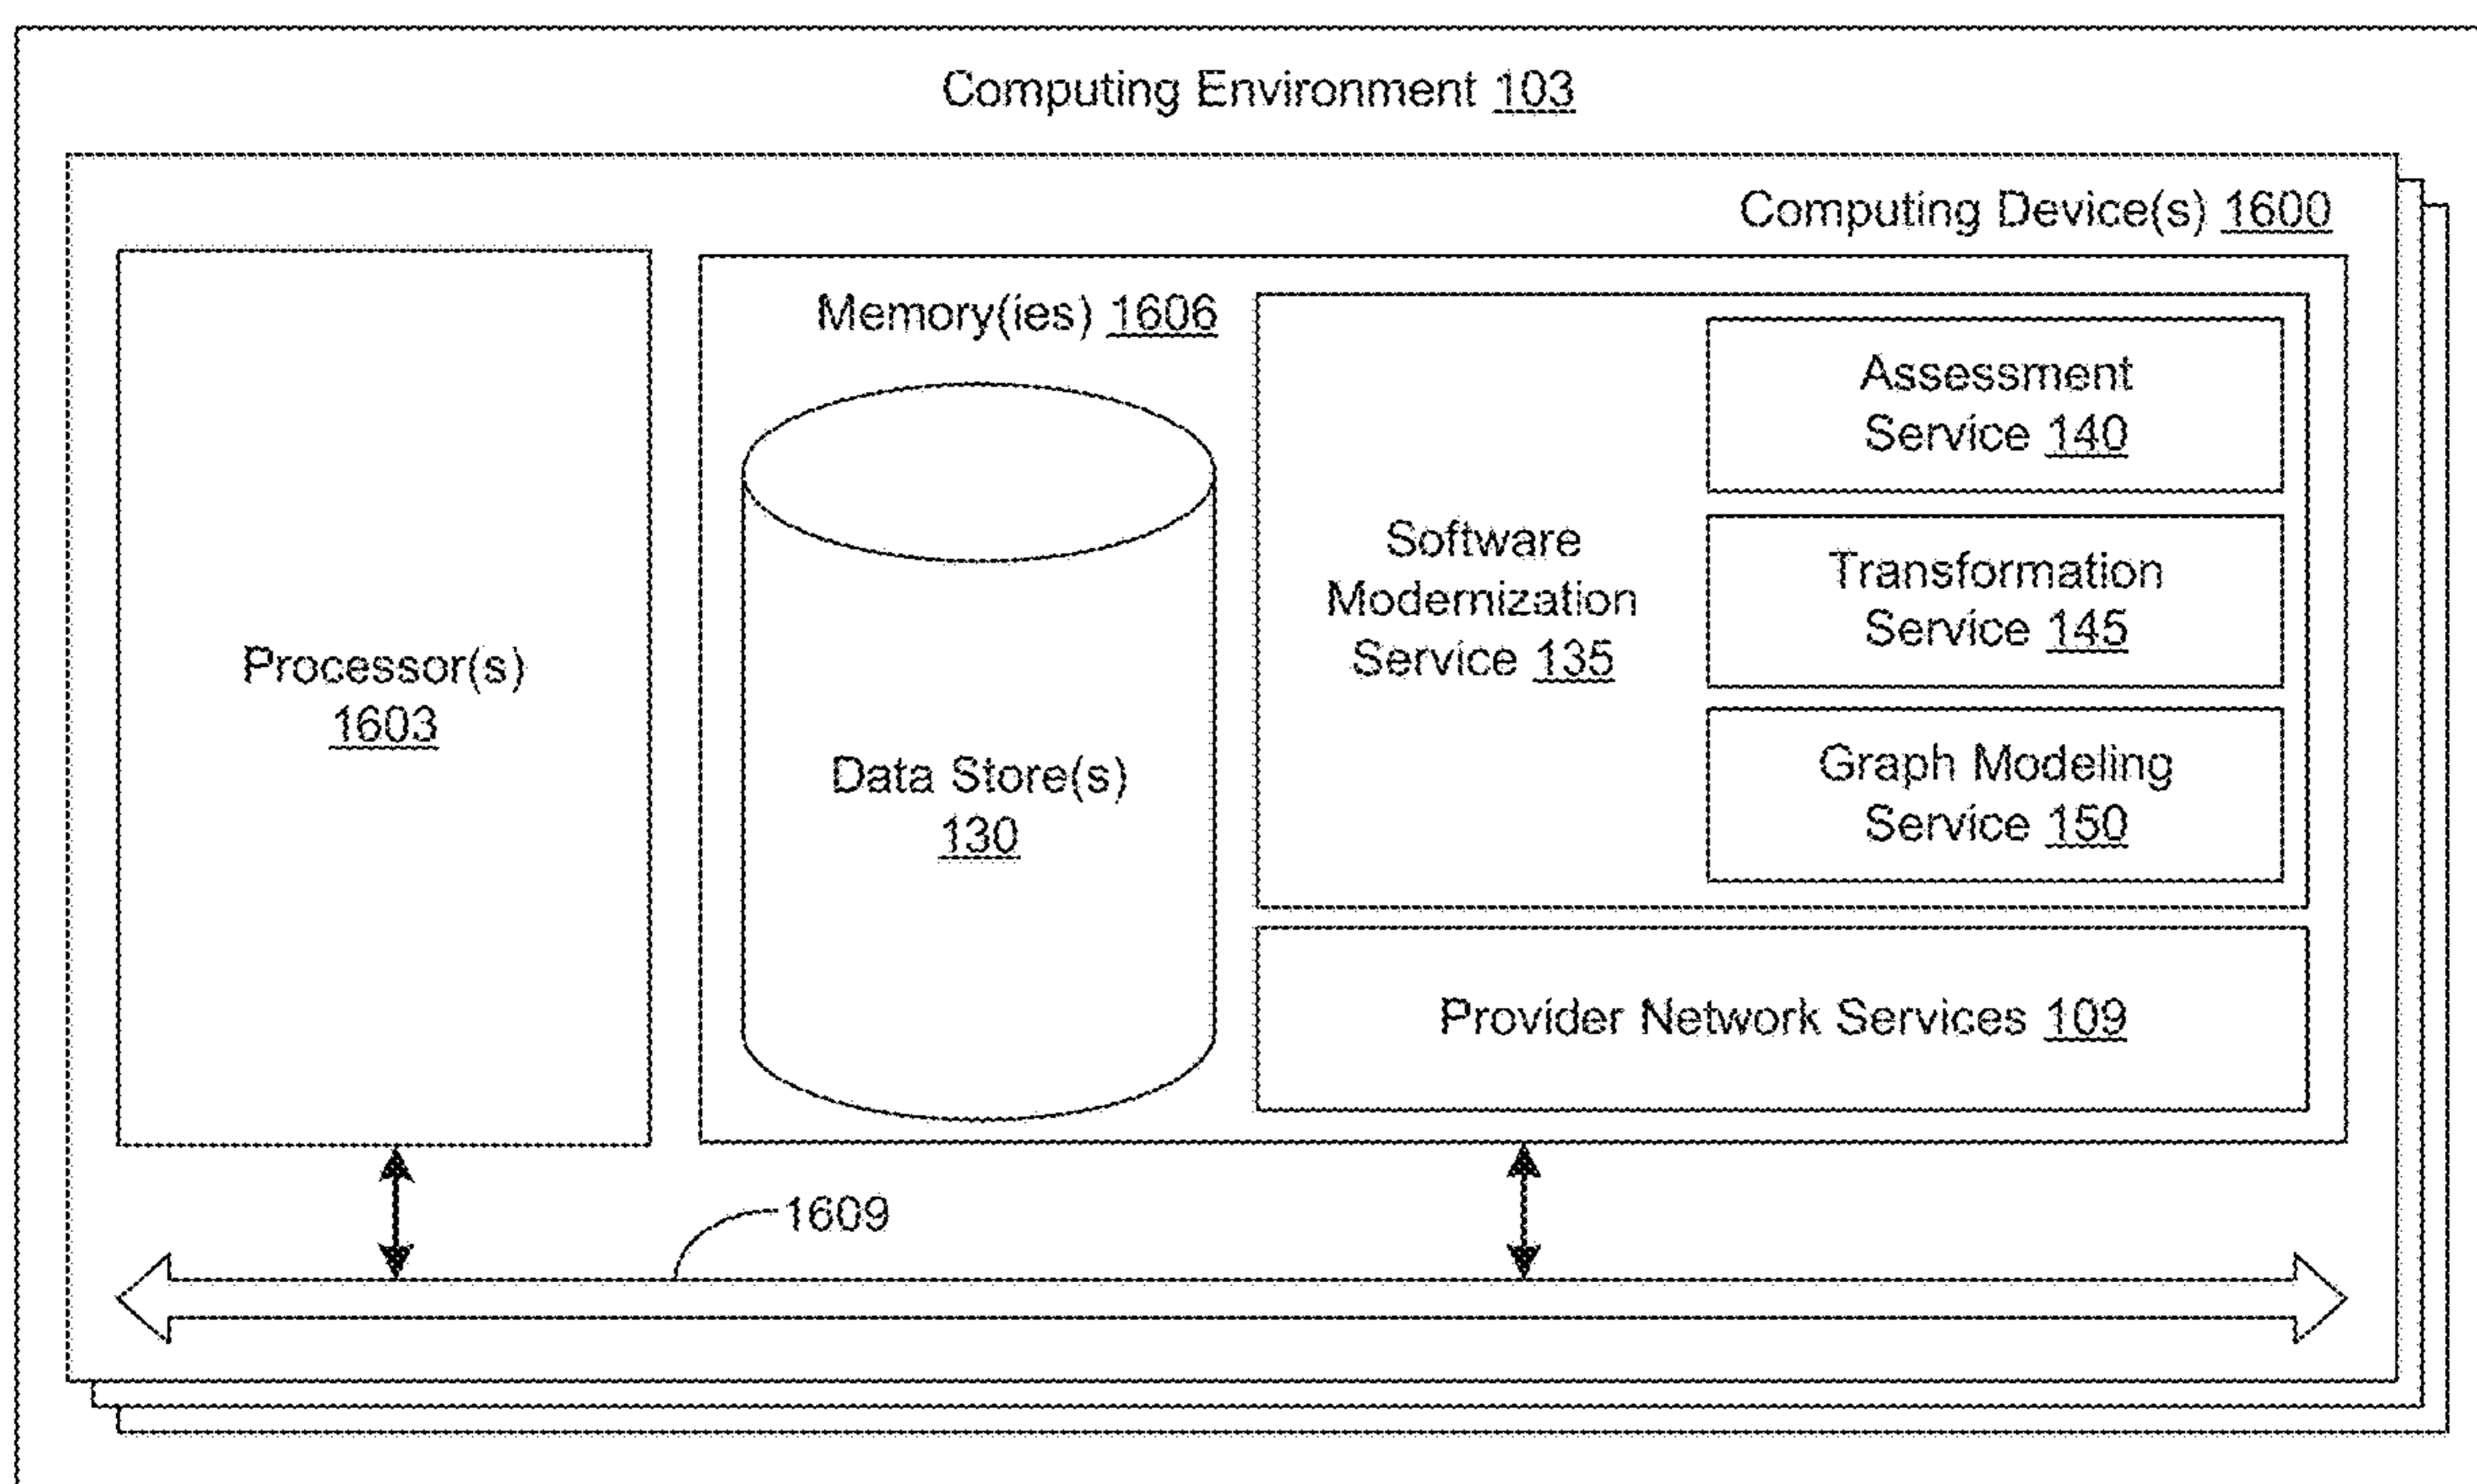 Computing Environment 103
Computing Device(s) 1600
Processor(s)
1603
Memory(ies) 1606
Data Store(s)
130
Software
Modernization
Service 135
Assessment
Service 140
Transformation
Service 145
Graph Modeling
Service 150
Provider Network Services 109
1609